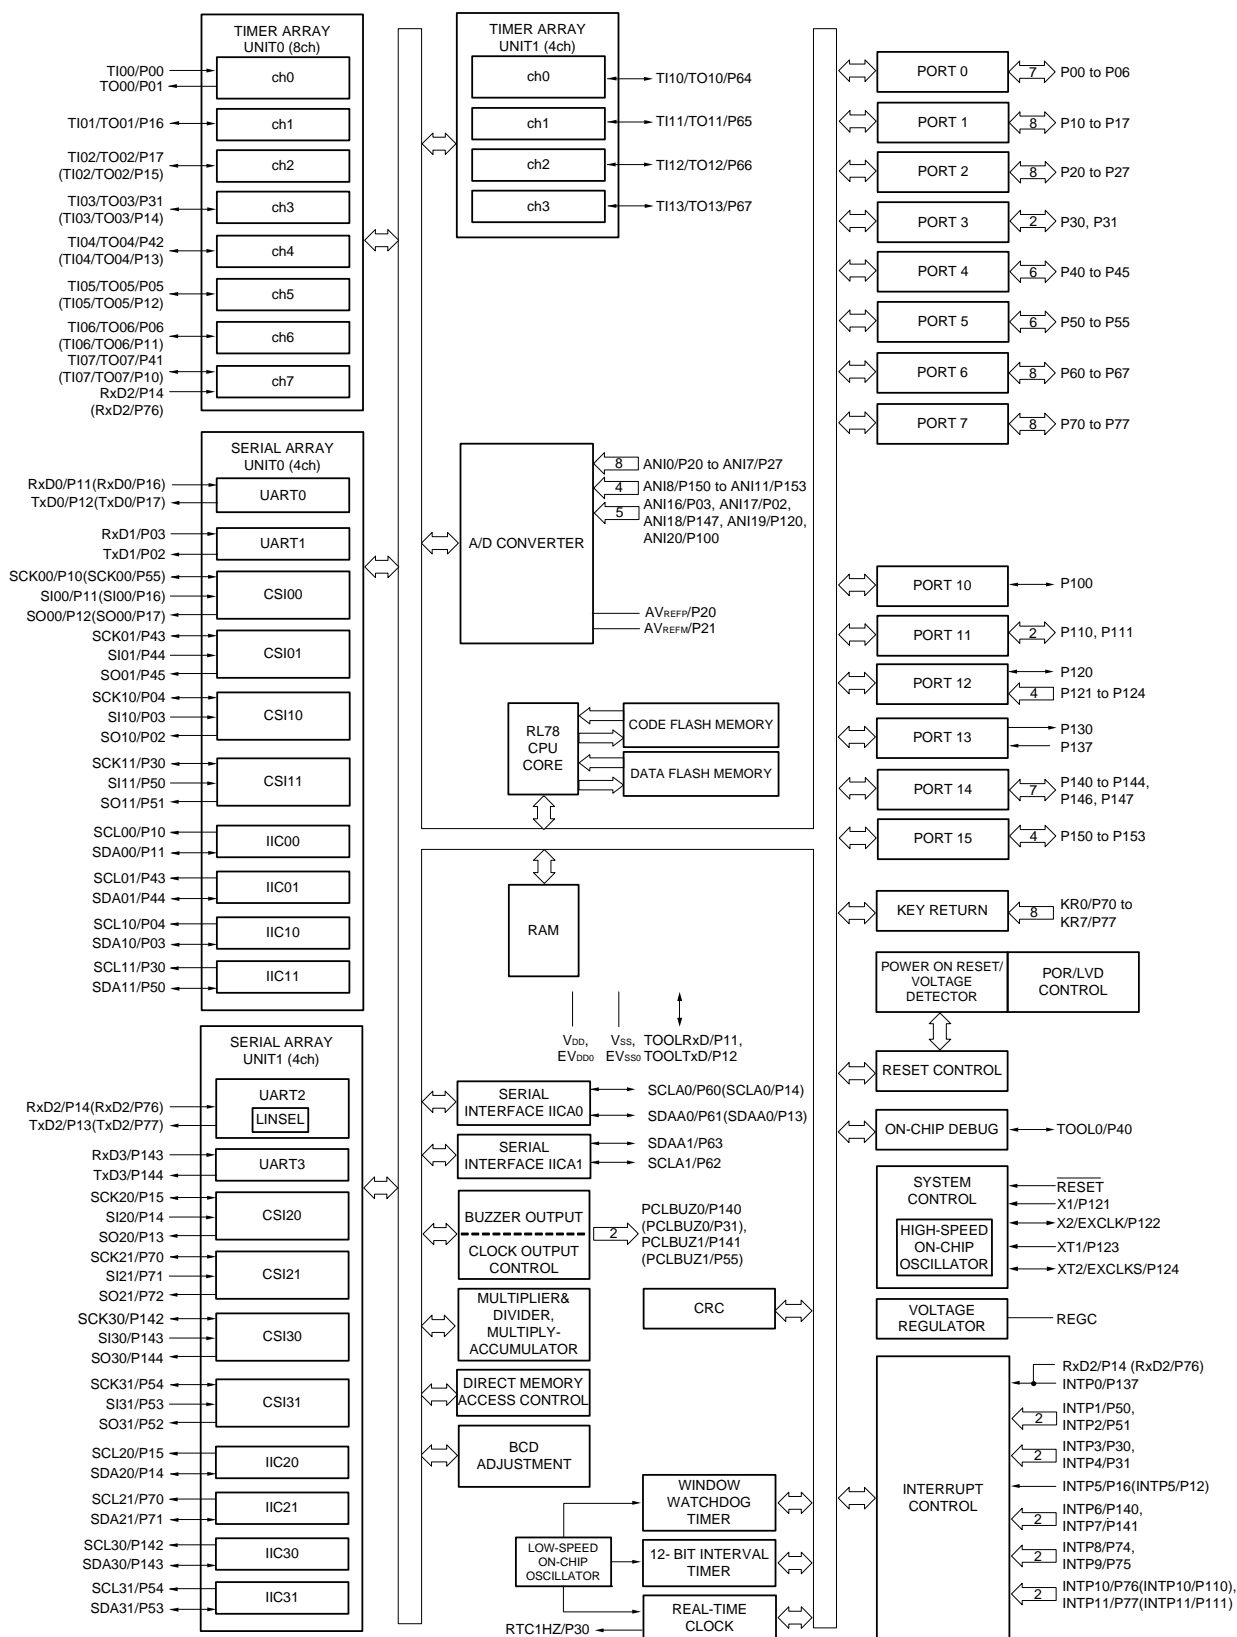 TIMER ARRAY
UNIT0 (8ch)
TI00/P00
TO00/P01
ch0
TI01/TO01/P16
ch1
TI02/TO02/P17
(TI02/TO02/P15)
ch2
TI03/TO03/P31
(TI03/TO03/P14)
ch3
TI04/TO04/P42
(TI04/TO04/P13)
ch4
TI05/TO05/P05
(TI05/TO05/P12)
ch5
TI06/TO06/P06
(TI06/TO06/P11)
ch6
TI07/TO07/P41
(TI07/TO07/P10)
RxD2/P14
(RxD2/P76)
ch7
SERIAL ARRAY
UNIT0 (4ch)
RxD0/P11(RxD0/P16)
TxD0/P12(TxD0/P17)
UART0
RxD1/P03
TxD1/P02
UART1
SCK00/P10(SCK00/P55)
SI00/P11(SI00/P16)
SO00/P12(SO00/P17)
CSI00
SCK01/P43
SI01/P44
SO01/P45
CSI01
SCK10/P04
SI10/P03
SO10/P02
CSI10
SCK11/P30
SI11/P50
SO11/P51
CSI11
SCL00/P10
SDA00/P11
IIC00
SCL01/P43
SDA01/P44
IIC01
SCL10/P04
SDA10/P03
IIC10
SCL11/P30
SDA11/P50
IIC11
SERIAL ARRAY
UNIT1 (4ch)
RxD2/P14(RxD2/P76)
TxD2/P13(TxD2/P77)
UART2
LINSEL
RxD3/P143
TxD3/P144
UART3
SCK20/P15
SI20/P14
SO20/P13
CSI20
SCK21/P70
SI21/P71
SO21/P72
CSI21
SCK30/P142
SI30/P143
SO30/P144
CSI30
SCK31/P54
SI31/P53
SO31/P52
CSI31
SCL20/P15
SDA20/P14
IIC20
SCL21/P70
SDA21/P71
IIC21
SCL30/P142
SDA30/P143
IIC30
SCL31/P54
SDA31/P53
IIC31
TIMER ARRAY
UNIT1 (4ch)
ch0
TI10/TO10/P64
ch1
TI11/TO11/P65
ch2
TI12/TO12/P66
ch3
TI13/TO13/P67
A/D CONVERTER
8
ANI0/P20 to ANI7/P27
4
ANI8/P150 to ANI11/P153
5
ANI16/P03, ANI17/P02,
ANI18/P147, ANI19/P120,
ANI20/P100
AVREFP/P20
AVREFM/P21
RL78
CPU
CORE
CODE FLASH MEMORY
DATA FLASH MEMORY
RAM
VDD,
EVDD0
VSS,
EVSS0
TOOLRxD/P11,
TOOLTxD/P12
SERIAL
INTERFACE IICA0
SCLA0/P60(SCLA0/P14)
SDAA0/P61(SDAA0/P13)
SERIAL
INTERFACE IICA1
SDAA1/P63
SCLA1/P62
BUZZER OUTPUT
CLOCK OUTPUT
CONTROL
2
PCLBUZ0/P140
(PCLBUZ0/P31),
PCLBUZ1/P141
(PCLBUZ1/P55)
MULTIPLIER&
DIVIDER,
MULTIPLY-
ACCUMULATOR
CRC
DIRECT MEMORY
ACCESS CONTROL
BCD
ADJUSTMENT
LOW-SPEED
ON-CHIP
OSCILLATOR
WINDOW
WATCHDOG
TIMER
12- BIT INTERVAL
TIMER
REAL-TIME
CLOCK
RTC1HZ/P30
PORT 0
7
P00 to P06
PORT 1
8
P10 to P17
PORT 2
8
P20 to P27
PORT 3
2
P30, P31
PORT 4
6
P40 to P45
PORT 5
6
P50 to P55
PORT 6
8
P60 to P67
PORT 7
8
P70 to P77
PORT 10
P100
PORT 11
2
P110, P111
PORT 12
P120
4
P121 to P124
PORT 13
P130
P137
PORT 14
7
P140 to P144,
P146, P147
PORT 15
4
P150 to P153
KEY RETURN
8
KR0/P70 to
KR7/P77
POWER ON RESET/
VOLTAGE
DETECTOR
POR/LVD
CONTROL
RESET CONTROL
ON-CHIP DEBUG
TOOL0/P40
SYSTEM
CONTROL
HIGH-SPEED
ON-CHIP
OSCILLATOR
RESET
X1/P121
X2/EXCLK/P122
XT1/P123
XT2/EXCLKS/P124
VOLTAGE
REGULATOR
REGC
INTERRUPT
CONTROL
RxD2/P14 (RxD2/P76)
INTP0/P137
2
INTP1/P50,
INTP2/P51
2
INTP3/P30,
INTP4/P31
INTP5/P16(INTP5/P12)
2
INTP6/P140,
INTP7/P141
2
INTP8/P74,
INTP9/P75
2
INTP10/P76(INTP10/P110),
INTP11/P77(INTP11/P111)